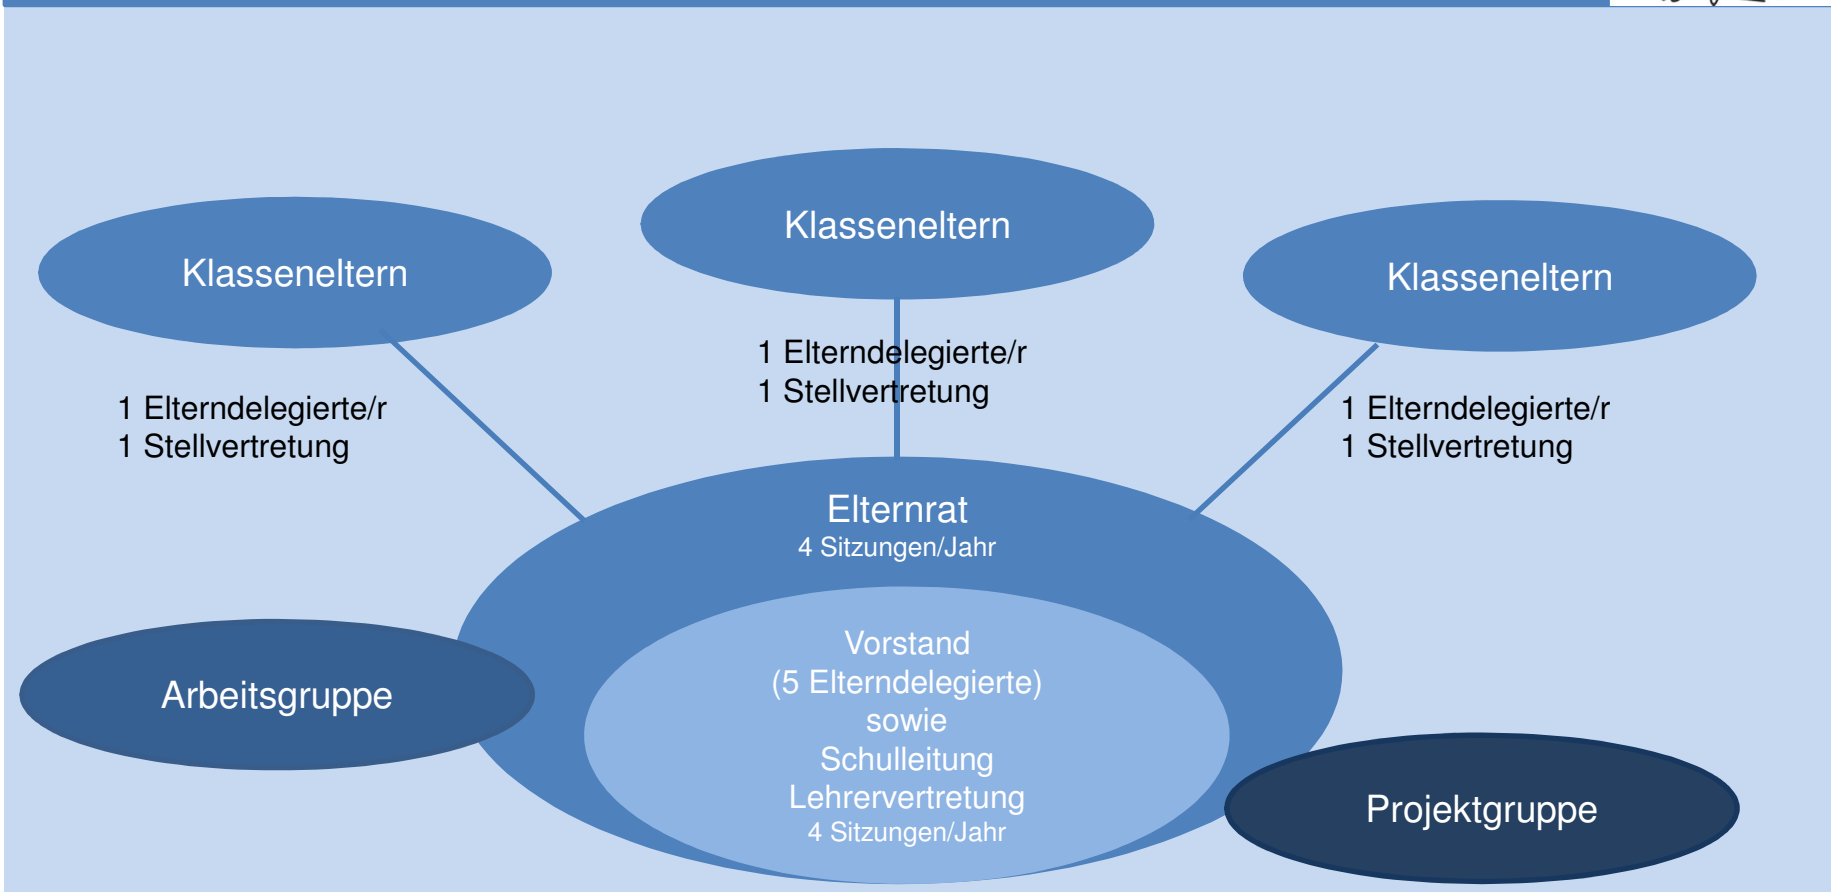 Klasseneltern
Klasseneltern
Klasseneltern
1 Elterndelegierte/r
1 Stellvertretung
1 Elterndelegierte/r
1 Stellvertretung
1 Elterndelegierte/r
1 Stellvertretung
Elternrat
4 Sitzungen/Jahr
Vorstand
(5 Elterndelegierte)
sowie
Schulleitung
Lehrervertretung
4 Sitzungen/Jahr
Arbeitsgruppe
Projektgruppe